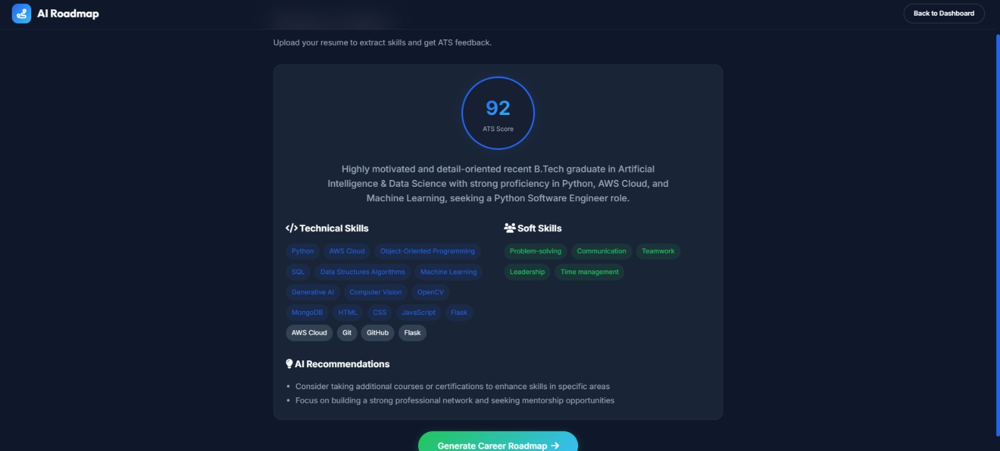 AI Roadmap
Back to Dashboard
Upload your resume to extract skills and get ATS feedback.
92
ATS Score
Highly motivated and detail-oriented recent B.Tech graduate in Artificial
Intelligence & Data Science with strong proficiency in Python, AWS Cloud, and
Machine Learning, seeking a Python Software Engineer role.
Technical Skills
Python AWS Cloud Object-Oriented Programming
SQL Data Structures Algorithms Machine Learning
Generative AI Computer Vision OpenCV
MongoDB HTML CSS JavaScript Flask
AWS Cloud Git GitHub Flask
Soft Skills
Problem-solving Communication Teamwork
Leadership Time management
AI Recommendations
• Consider taking additional courses or certifications to enhance skills in specific areas
• Focus on building a strong professional network and seeking mentorship opportunities
Generate Career Roadmap →